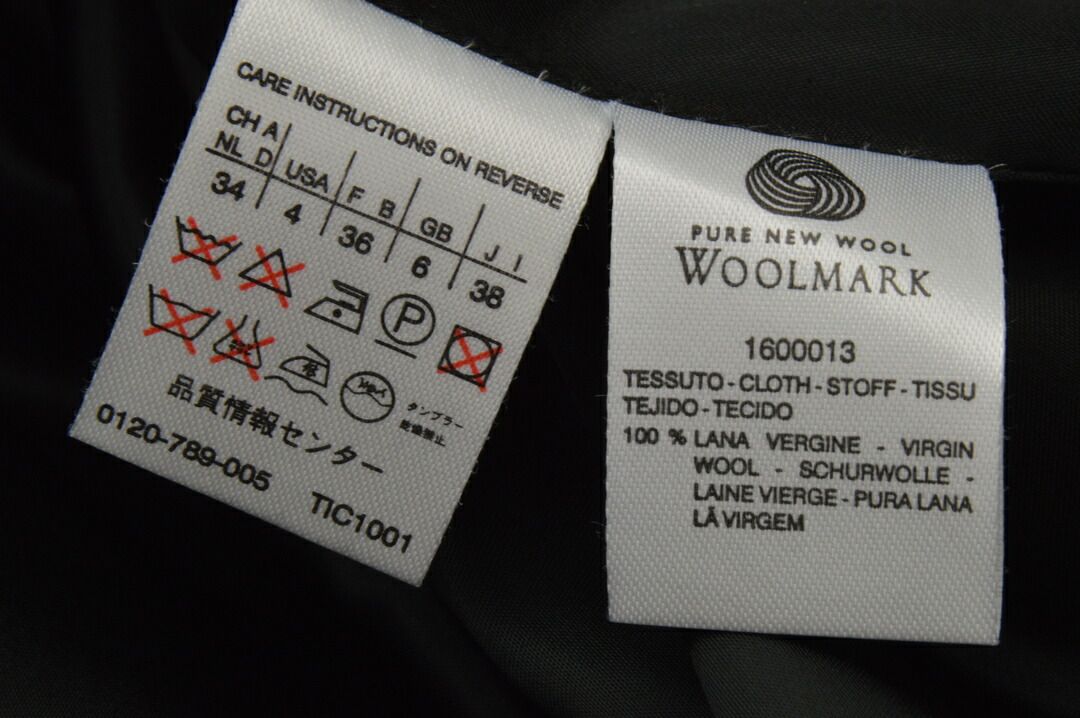 CARE INSTRUCTIONS ON REVERSE
CH A
NL D USA F B GB J I
34 4 36 6 38
P
品質情報センター
タンブラー
乾燥禁止
0120-789-005 TIC1001
PURE NEW WOOL
WOOLMARK
1600013
TESSUTO - CLOTH - STOFF - TISSU
TEJIDO - TECIDO
100 % LANA VERGINE - VIRGIN
WOOL - SCHURWOLLE -
LAINE VIERGE - PURA LANA
LÃ VIRGEM